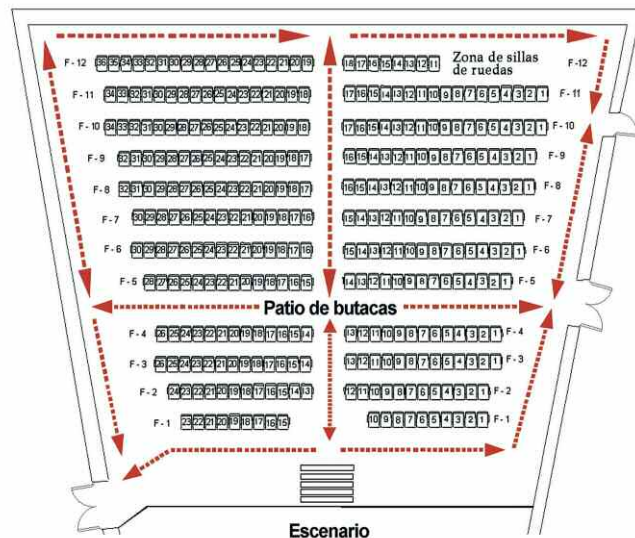 F - 12 36 35 34 33 32 31 30 29 28 27 26 25 24 23 22 21 20 19 18 17 16 15 14 13 12 11 Zona de sillas F-12
de ruedas
F - 11 34 33 32 31 30 29 28 27 26 25 24 23 22 21 20 19 18 17 16 15 14 13 12 11 10 9 8 7 6 5 4 3 2 1 F - 11
F - 10 34 33 32 31 30 29 28 27 26 25 24 23 22 21 20 19 18 17 16 15 14 13 12 11 10 9 8 7 6 5 4 3 2 1 F - 10
F - 9 32 31 30 29 28 27 26 25 24 23 22 21 20 19 18 17 16 15 14 13 12 11 10 9 8 7 6 5 4 3 2 1 F - 9
F - 8 32 31 30 29 28 27 26 25 24 23 22 21 20 19 18 17 16 15 14 13 12 11 10 9 8 7 6 5 4 3 2 1 F - 8
F - 7 30 29 28 27 26 25 24 23 22 21 20 19 18 17 16 15 14 13 12 11 10 9 8 7 6 5 4 3 2 1 F - 7
F - 6 30 29 28 27 26 25 24 23 22 21 20 19 18 17 16 15 14 13 12 11 10 9 8 7 6 5 4 3 2 1 F - 6
F - 5 28 27 26 25 24 23 22 21 20 19 18 17 16 15 14 13 12 11 10 9 8 7 6 5 4 3 2 1 F - 5
Patio de butacas
F - 4 26 25 24 23 22 21 20 19 18 17 16 15 14 13 12 11 10 9 8 7 6 5 4 3 2 1 F - 4
F - 3 26 25 24 23 22 21 20 19 18 17 16 15 14 13 12 11 10 9 8 7 6 5 4 3 2 1 F - 3
F - 2 24 23 22 21 20 19 18 17 16 15 14 13 12 11 10 9 8 7 6 5 4 3 2 1 F - 2
F - 1 23 22 21 20 19 18 17 16 15 10 9 8 7 6 5 4 3 2 1 F - 1
Escenario